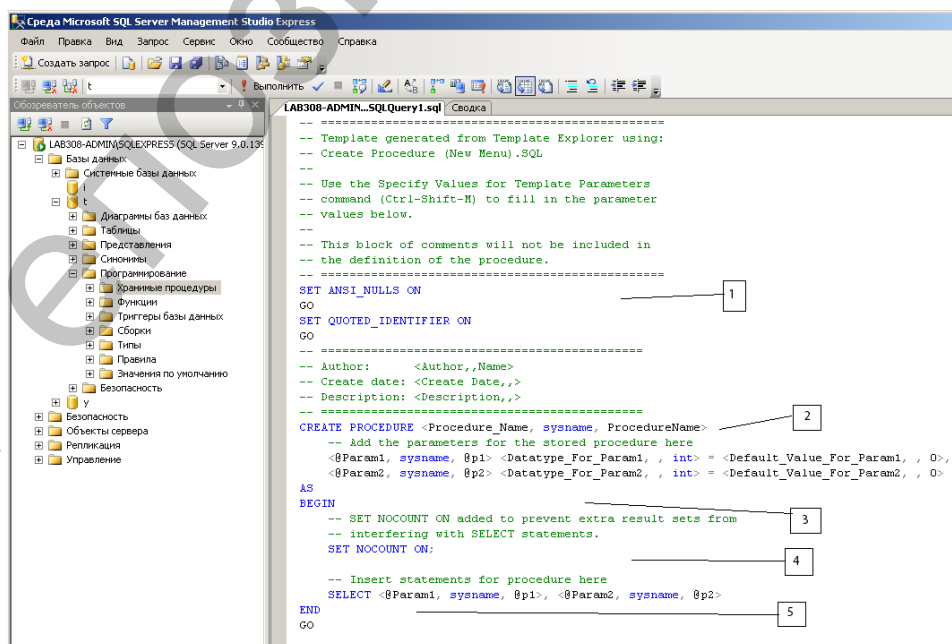 Среда Microsoft SQL Server Management Studio Express
Файл Правка Вид Запрос Сервис Окно Сообщество Справка
Создать запрос
t Выполнить
Обозреватель объектов
LAB308-ADMIN\SQLEXPRESS (SQL Server 9.0.139
Базы данных
Системные базы данных
i
t
Диаграммы баз данных
Таблицы
Представления
Синонимы
Программирование
Хранимые процедуры
Функции
Триггеры базы данных
Сборки
Типы
Правила
Значения по умолчанию
Безопасность
y
Безопасность
Объекты сервера
Репликация
Управление
LAB308-ADMIN...SQLQuery1.sql Сводка
-- ================================================
-- Template generated from Template Explorer using:
-- Create Procedure (New Menu).SQL
--
-- Use the Specify Values for Template Parameters
-- command (Ctrl-Shift-M) to fill in the parameter
-- values below.
--
-- This block of comments will not be included in
-- the definition of the procedure.
-- ================================================
SET ANSI_NULLS ON
GO
SET QUOTED_IDENTIFIER ON
GO
-- =============================================
-- Author: <Author,,Name>
-- Create date: <Create Date,,>
-- Description: <Description,,>
-- =============================================
CREATE PROCEDURE <Procedure_Name, sysname, ProcedureName>
-- Add the parameters for the stored procedure here
<@Param1, sysname, @p1> <Datatype_For_Param1, , int> = <Default_Value_For_Param1, , 0>,
<@Param2, sysname, @p2> <Datatype_For_Param2, , int> = <Default_Value_For_Param2, , 0>
AS
BEGIN
-- SET NOCOUNT ON added to prevent extra result sets from
-- interfering with SELECT statements.
SET NOCOUNT ON;
-- Insert statements for procedure here
SELECT <@Param1, sysname, @p1>, <@Param2, sysname, @p2>
END
GO
1
2
3
4
5